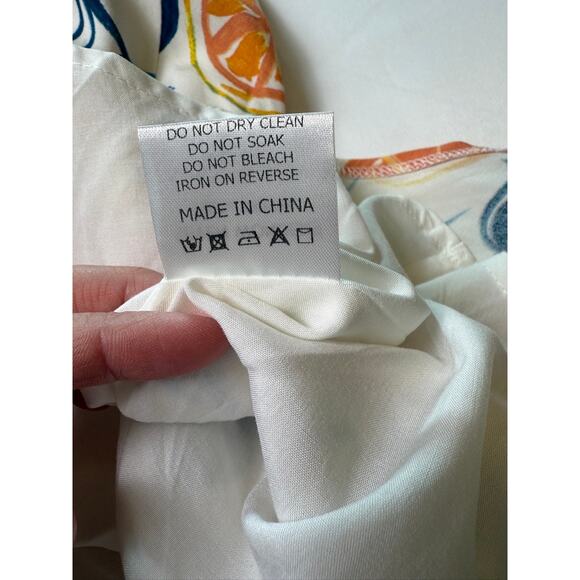 DO NOT DRY CLEAN
DO NOT SOAK
DO NOT BLEACH
IRON ON REVERSE
MADE IN CHINA